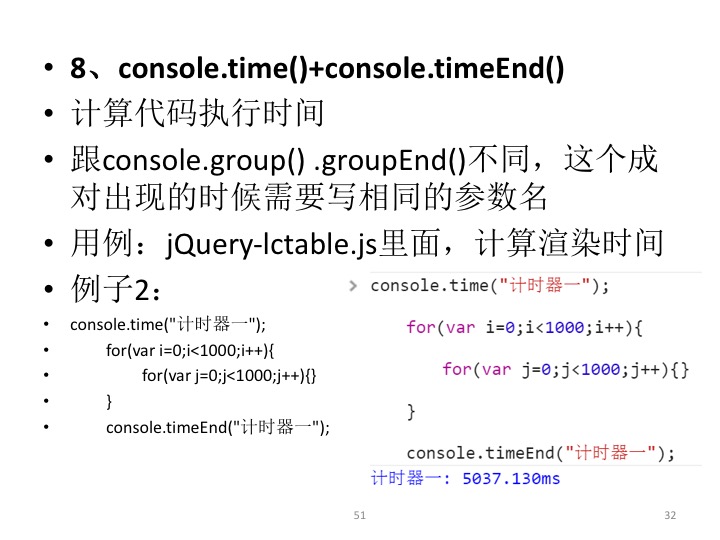 • 8、console.time()+console.timeEnd()
• 计算代码执行时间
• 跟console.group() .groupEnd()不同，这个成
对出现的时候需要写相同的参数名
• 用例：jQuery-lctable.js里面，计算渲染时间
• 例子2：
• console.time("计时器一");
• for(var i=0;i<1000;i++){
• for(var j=0;j<1000;j++){}
• }
• console.timeEnd("计时器一");
console.time("计时器一");
for(var i=0;i<1000;i++){
for(var j=0;j<1000;j++){}
}
console.timeEnd("计时器一");
计时器一: 5037.130ms
51
32